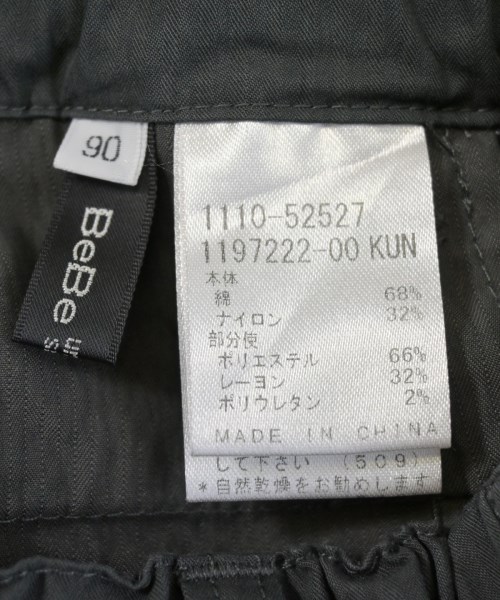 90
BeBe
1110-52527
1197222-00 KUN
本体
綿 68%
ナイロン 32%
部分使
ポリエステル 66%
レーヨン 32%
ポリウレタン 2%
MADE IN CHINA
して下さい (509)
*自然乾燥をお勧めします